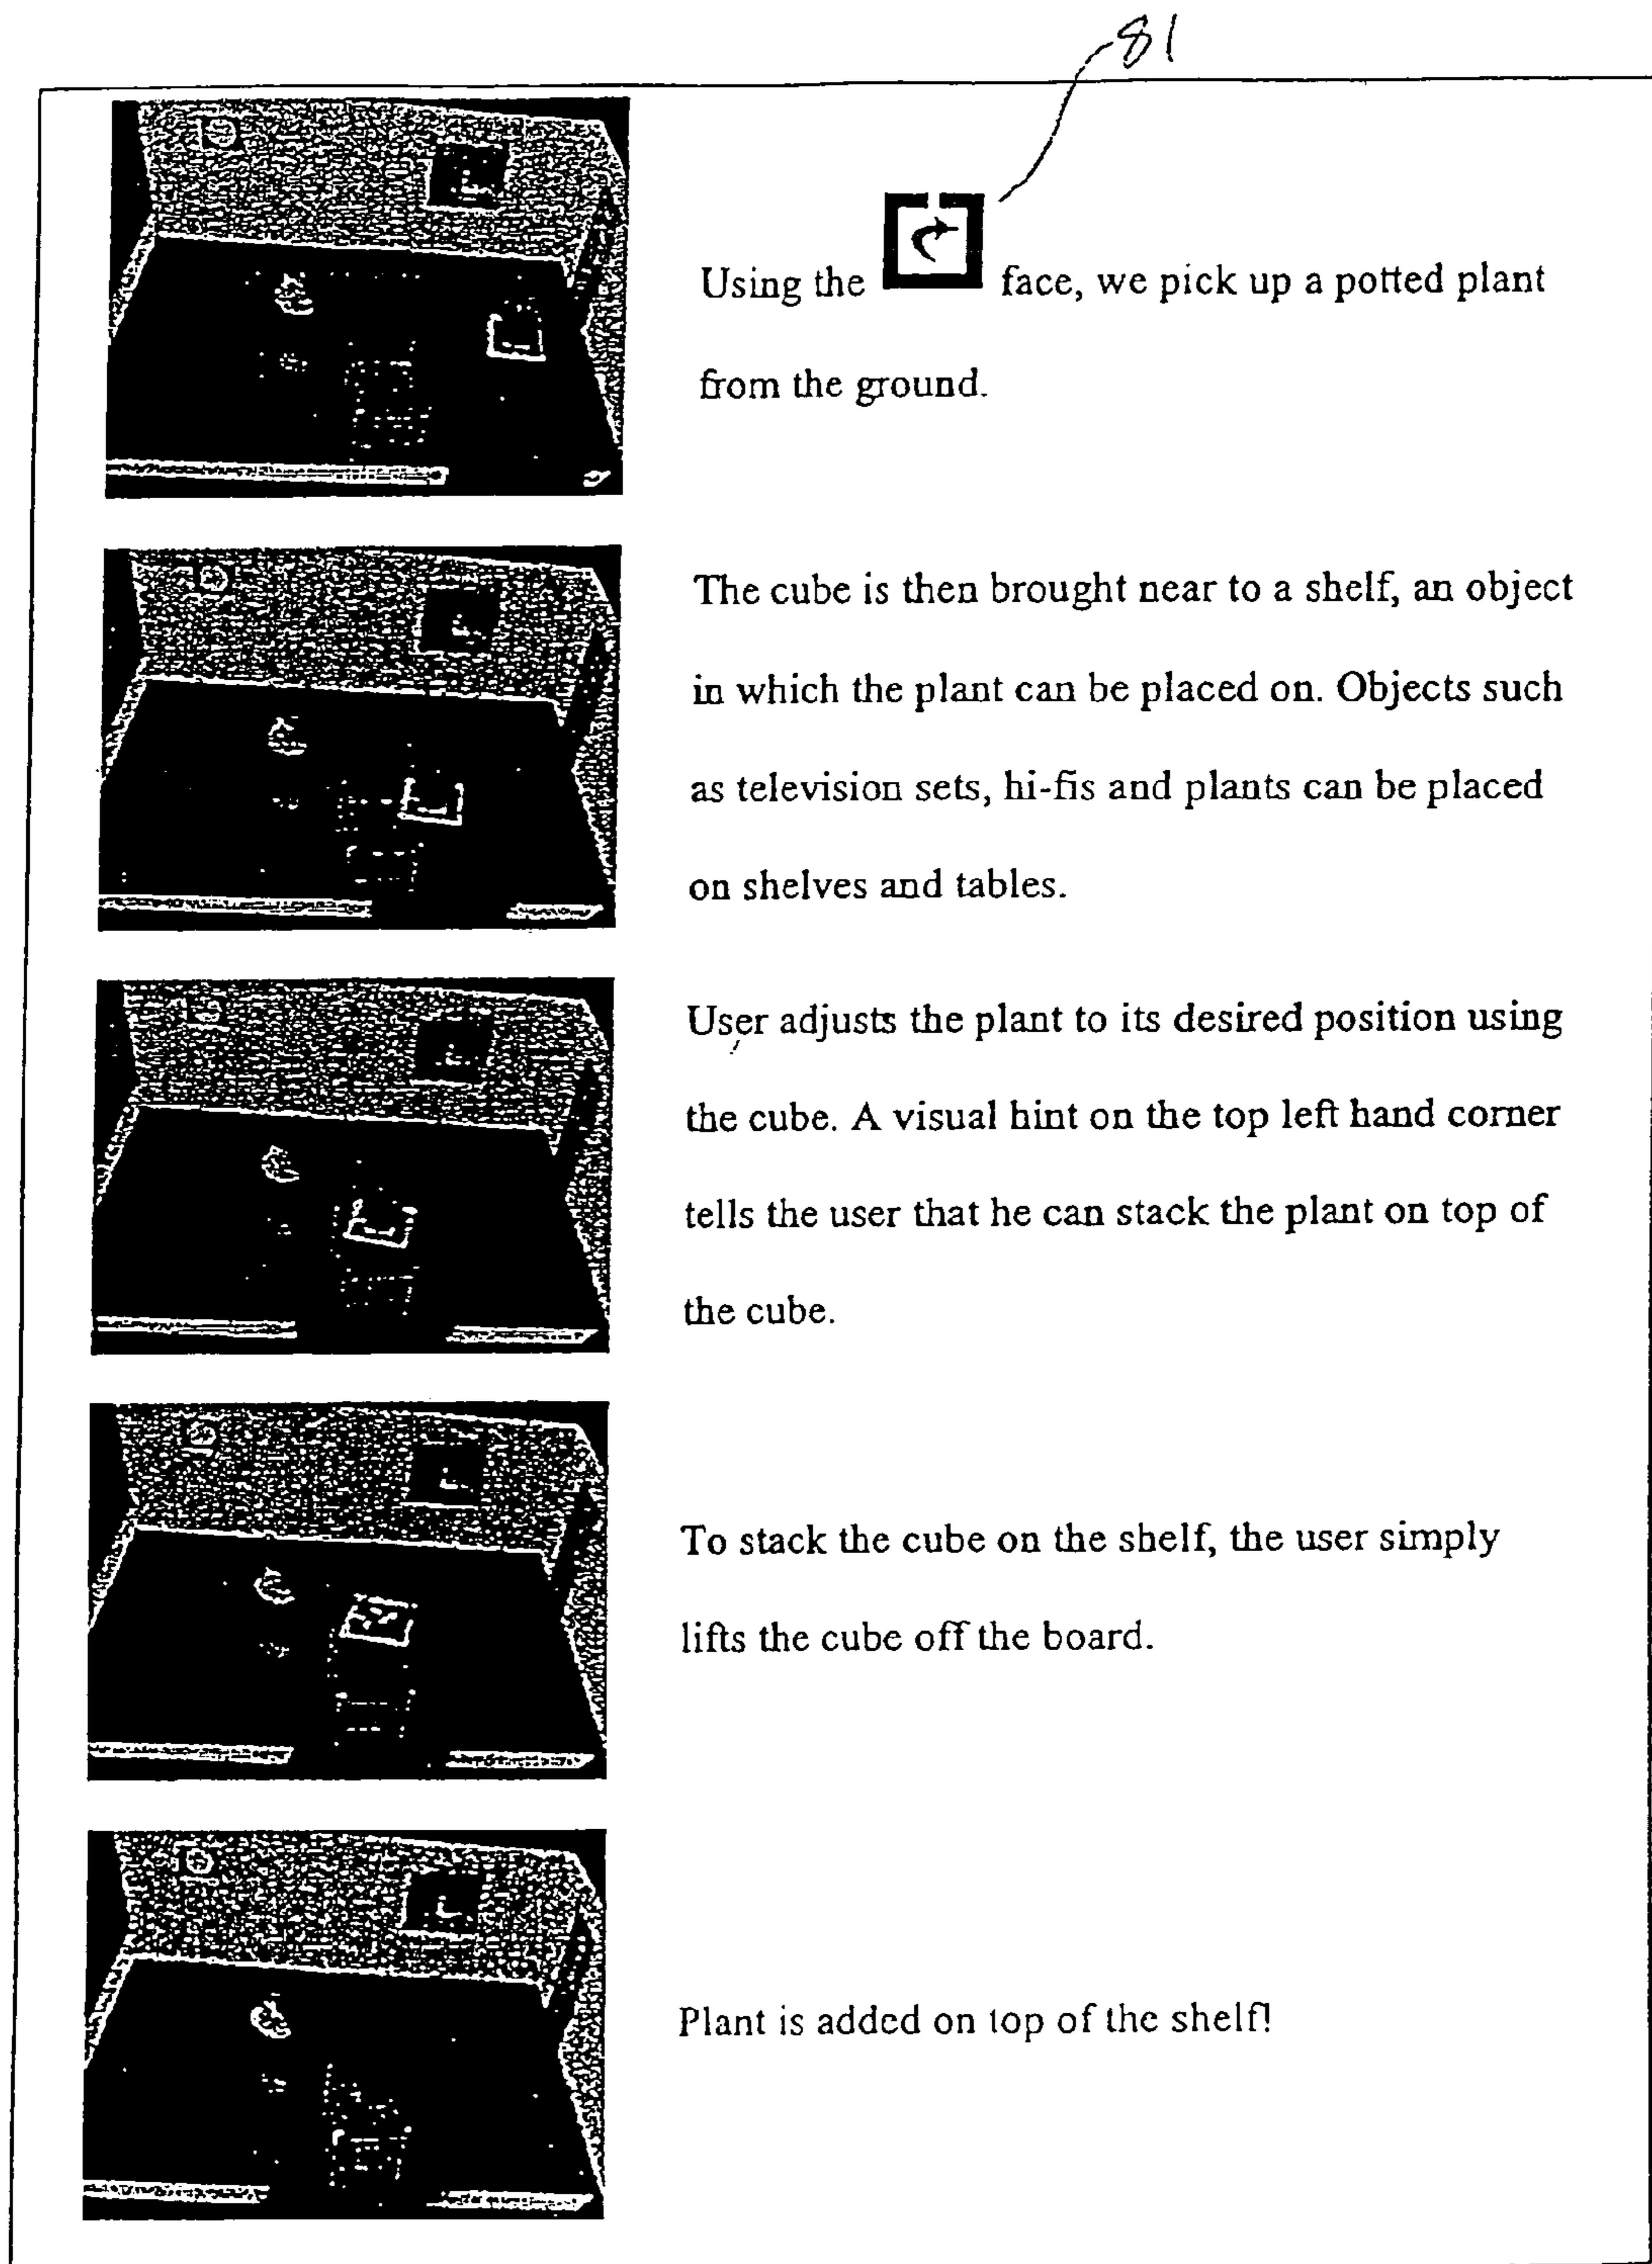 81
Using the face, we pick up a potted plant
from the ground.
The cube is then brought near to a shelf, an object
in which the plant can be placed on. Objects such
as television sets, hi-fis and plants can be placed
on shelves and tables.
User adjusts the plant to its desired position using
the cube. A visual hint on the top left hand corner
tells the user that he can stack the plant on top of
the cube.
To stack the cube on the shelf, the user simply
lifts the cube off the board.
Plant is added on top of the shelf!